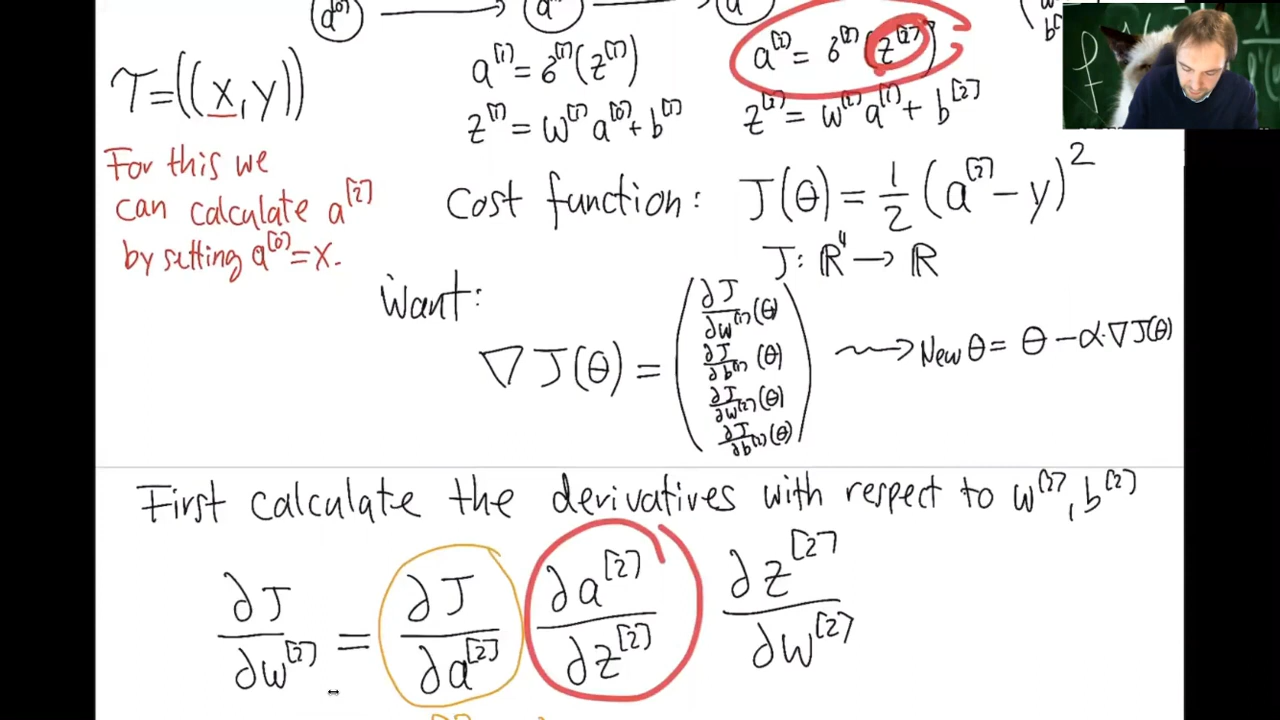 a^{[0]} ⟶ a ⟶ a
a^{[1]} = σ^{[1]}(z^{[1]})
z^{[1]} = w^{[1]} a^{[0]} + b^{[1]}
a^{[2]} = σ^{[2]}(z^{[2]})
z^{[2]} = w^{[2]} a^{[1]} + b^{[2]}
T = ((x, y))
For this we
can calculate a^{[2]}
by setting a^{[0]} = x.
Cost function: J(θ) = 1/2 (a^{[2]} - y)^2
J: ℝ^4 ⟶ ℝ
Want:
∇J(θ) = ( ∂J/∂w^{[1]} (θ)
∂J/∂b^{[1]} (θ)
∂J/∂w^{[2]} (θ)
∂J/∂b^{[2]} (θ) )
⟶ New θ = θ - α·∇J(θ)
First calculate the derivatives with respect to w^{[2]}, b^{[2]}
∂J/∂w^{[2]} = ∂J/∂a^{[2]} ∂a^{[2]}/∂z^{[2]} ∂z^{[2]}/∂w^{[2]}